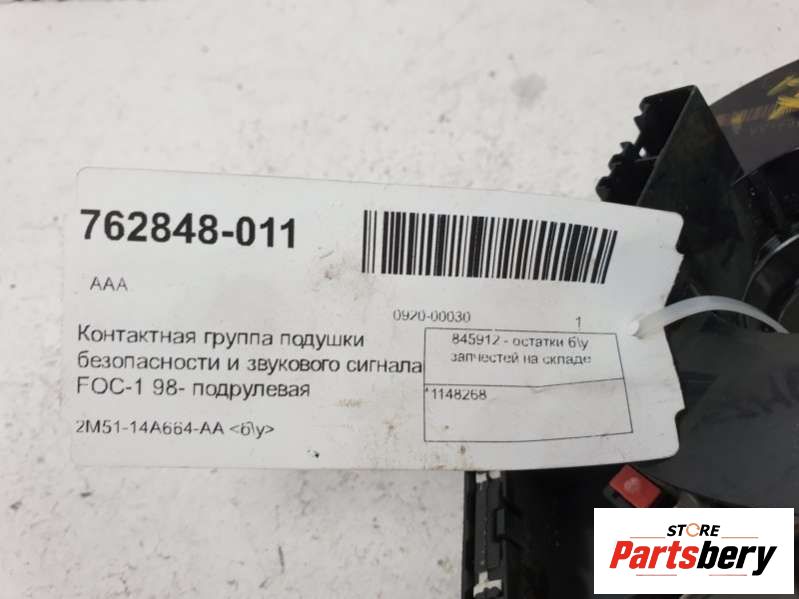 762848-011
AAA
0920-00030 1
Контактная группа подушки
безопасности и звукового сигнала
FOC-1 98- подрулевая
2M51-14A664-AA <б\у>
845912 - остатки б\у
запчестей на складе
*1148268
STORE
Partsbery